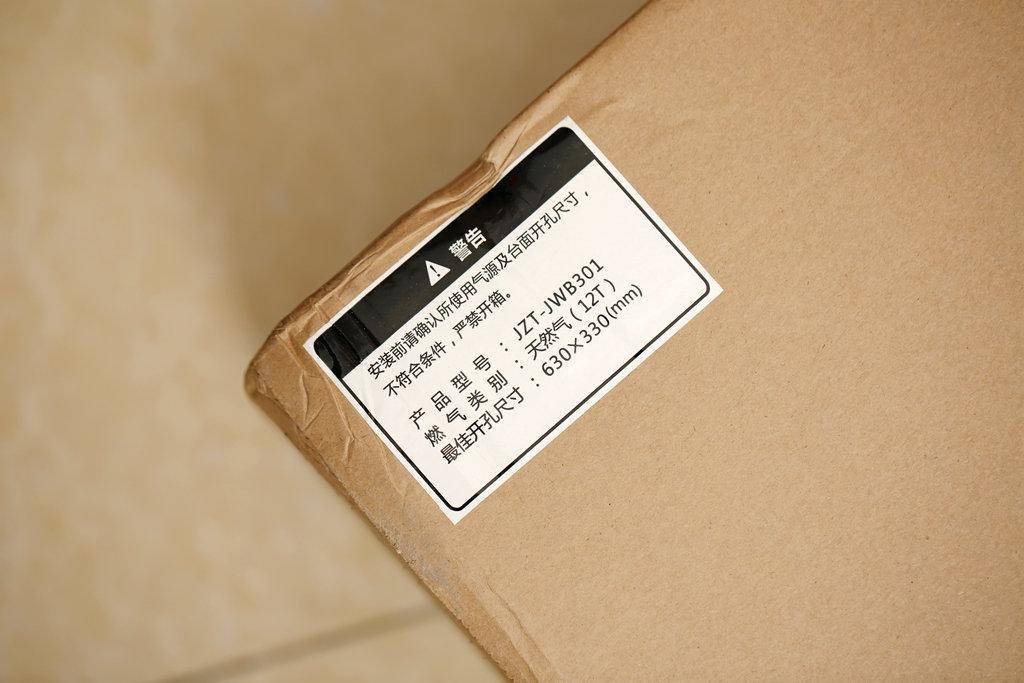 警告
安装前请确认所使用气源及台面开孔尺寸，
不符合条件，严禁开箱。
产品型号：JZT-JWB301
燃气类别：天然气(12T)
最佳开孔尺寸：630×330(mm)